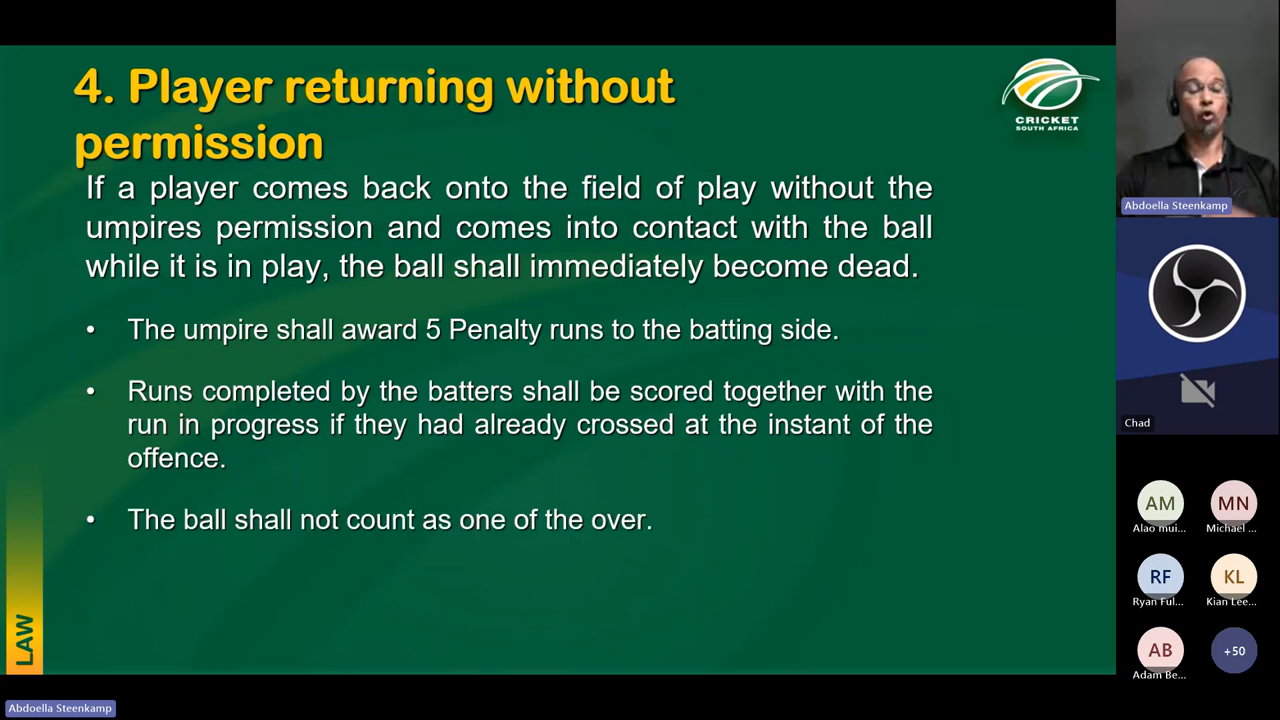 4. Player returning without
permission
If a player comes back onto the field of play without the
umpires permission and comes into contact with the ball
while it is in play, the ball shall immediately become dead.
• The umpire shall award 5 Penalty runs to the batting side.
• Runs completed by the batters shall be scored together with the
run in progress if they had already crossed at the instant of the
offence.
• The ball shall not count as one of the over.
LAW
CRICKET
SOUTH AFRICA
Abdoella Steenkamp
Chad
AM
MN
Alao mui...
Michael ...
RF
KL
Ryan Ful...
Kian Lee...
AB
+50
Adam Be...
Abdoella Steenkamp